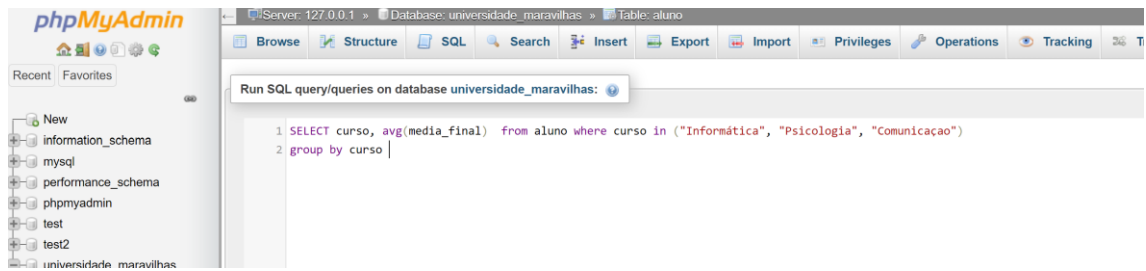 phpMyAdmin
Recent Favorites
New
information_schema
mysql
performance_schema
phpmyadmin
test
test2
universidade_maravilhas
Server: 127.0.0.1 » Database: universidade_maravilhas » Table: aluno
Browse Structure SQL Search Insert Export Import Privileges Operations Tracking
Run SQL query/queries on database universidade_maravilhas:
1 SELECT curso, avg(media_final)  from aluno where curso in ("Informática", "Psicologia", "Comunicaçao")
2 group by curso